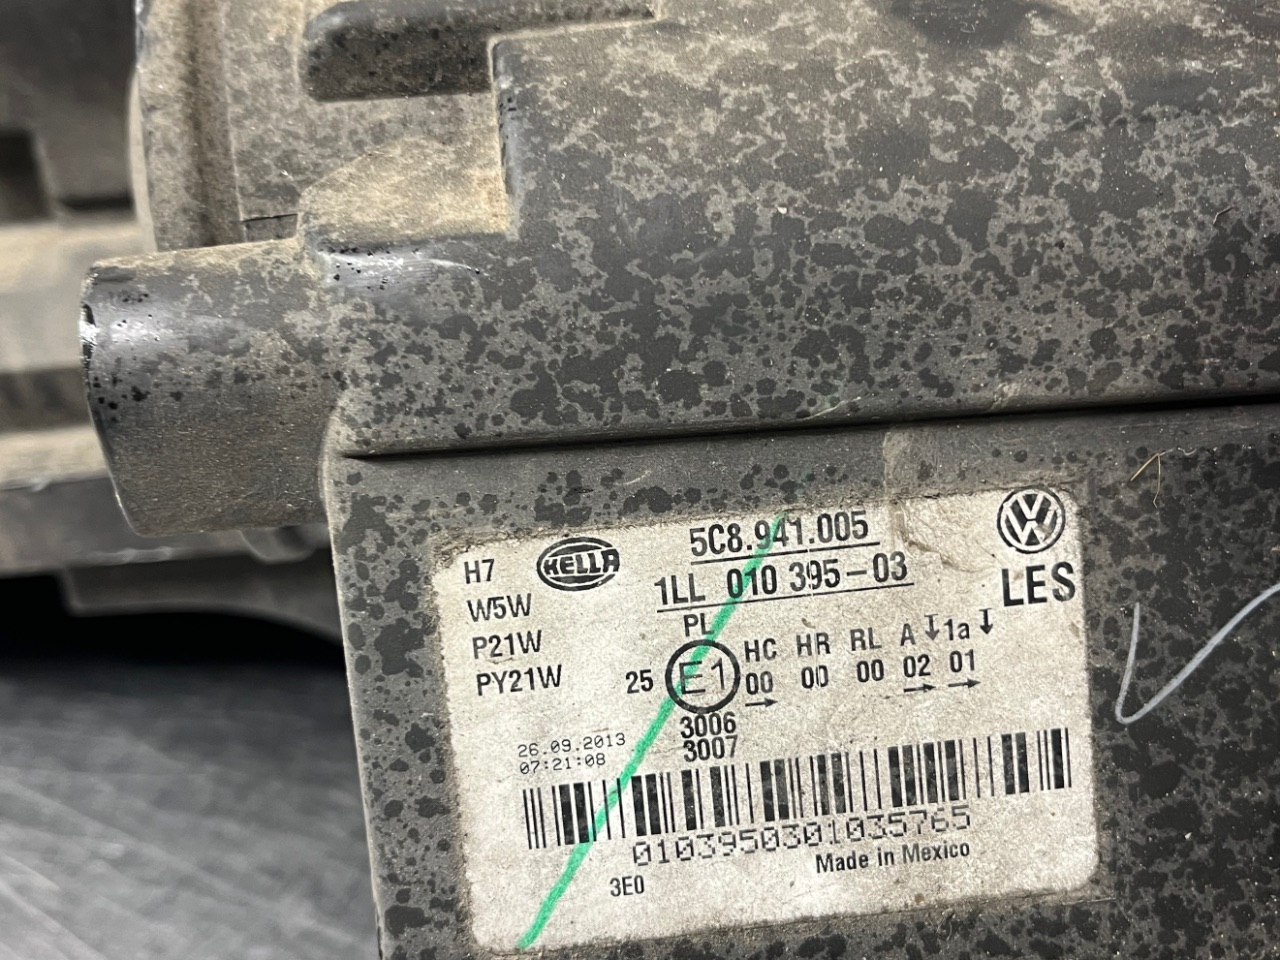 5C8.941.005
HELLA
1LL 010 395-03
LES
H7
W5W
P21W
PY21W
PL
HC HR RL A 1a
25 E1 00 00 00 02 01
3006
3007
26.09.2013
07:21:08
0103950301035765
3E0
Made in Mexico